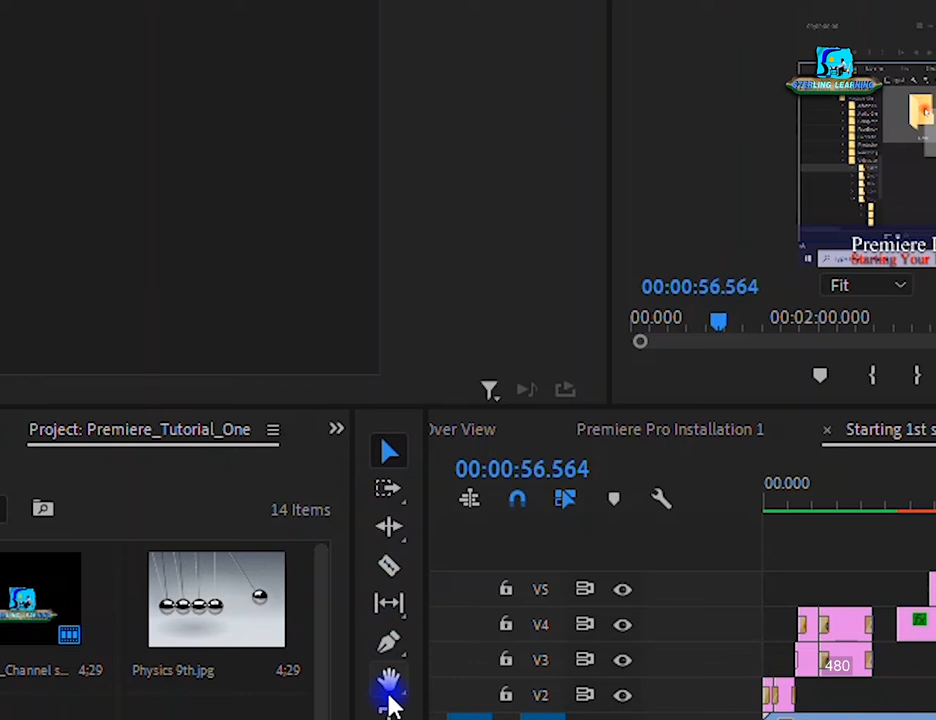 OVERLING LEARNING
Premiere
Starting Your
00:00:56.564
Fit
00.000
00:02:00.000
Project: Premiere_Tutorial_One
Over View
Premiere Pro Installation 1
Starting 1st s
00:00:56.564
00.000
14 Items
V5
V4
V3
480
_Channel s...
4;29
Physics 9th.jpg
4;29
V2